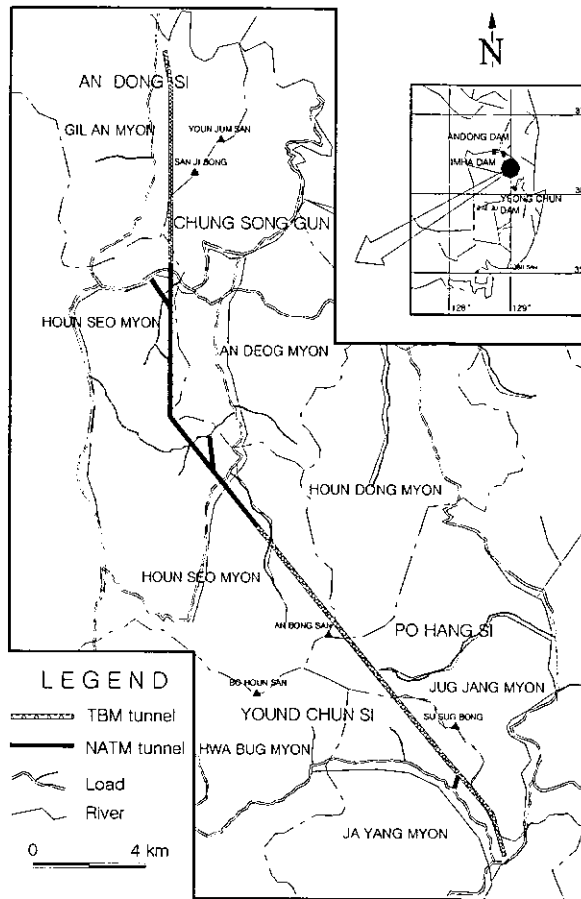 N
AN DONG SI
GIL AN MYON
YOUN JUM SAN
SAN JI BONG
CHUNG SONG GUN
HOUN SEO MYON
AN DEOG MYON
ANDONG DAM
IMHA DAM
YEONG CHUN
DAM
128°
129°
HOUN DONG MYON
HOUN SEO MYON
AN BONG SAN
PO HANG SI
BO HOUN SAN
JUG JANG MYON
YOUND CHUN SI
SU SUG BONG
HWA BUG MYON
JA YANG MYON
LEGEND
TBM tunnel
NATM tunnel
Load
River
0 4 km